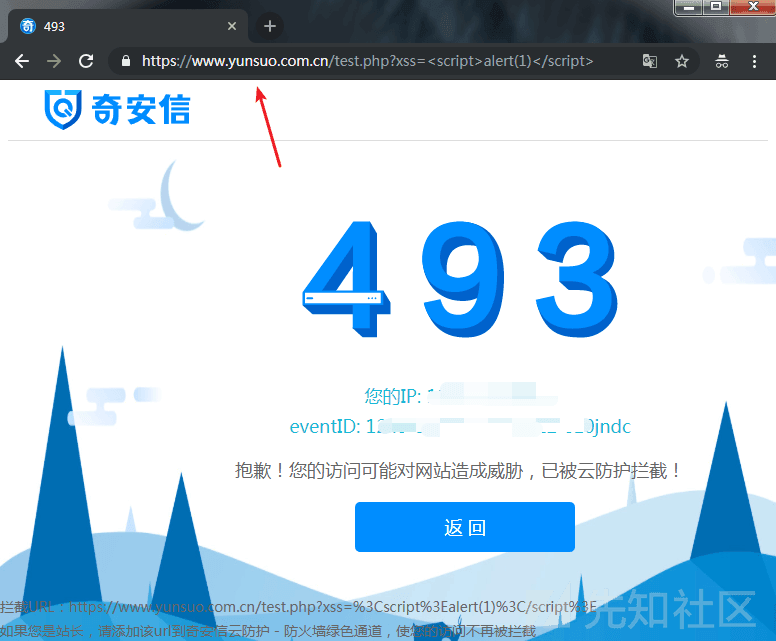 493
https://www.yunsuo.com.cn/test.php?xss=<script>alert(1)</script>
奇安信
493
您的IP: 1
eventID: 12 0jndc
抱歉！您的访问可能对网站造成威胁，已被云防护拦截！
返回
拦截URL：https://www.yunsuo.com.cn/test.php?xss=%3Cscript%3Ealert(1)%3C/script%3E
如果您是站长，请添加该url到奇安信云防护 - 防火墙绿色通道，使您的访问不再被拦截
先知社区